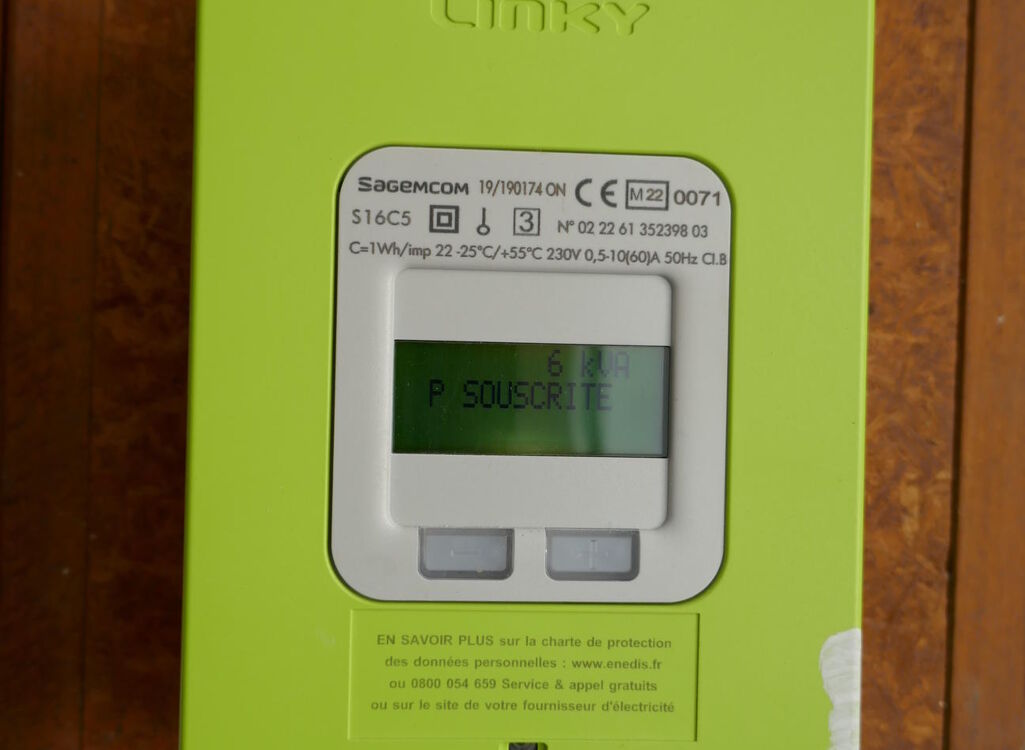 LINKY
SAGEMCOM 19/190174 ON CE M22 0071
S16C5 3 N° 02 22 61 352398 03
C=1Wh/imp 22 -25°C/+55°C 230V 0,5-10(60)A 50Hz Cl.B
6 kVA
P SOUSCRITE
- +
EN SAVOIR PLUS sur la charte de protection
des données personnelles : www.enedis.fr
ou 0800 054 659 Service & appel gratuits
ou sur le site de votre fournisseur d'électricité